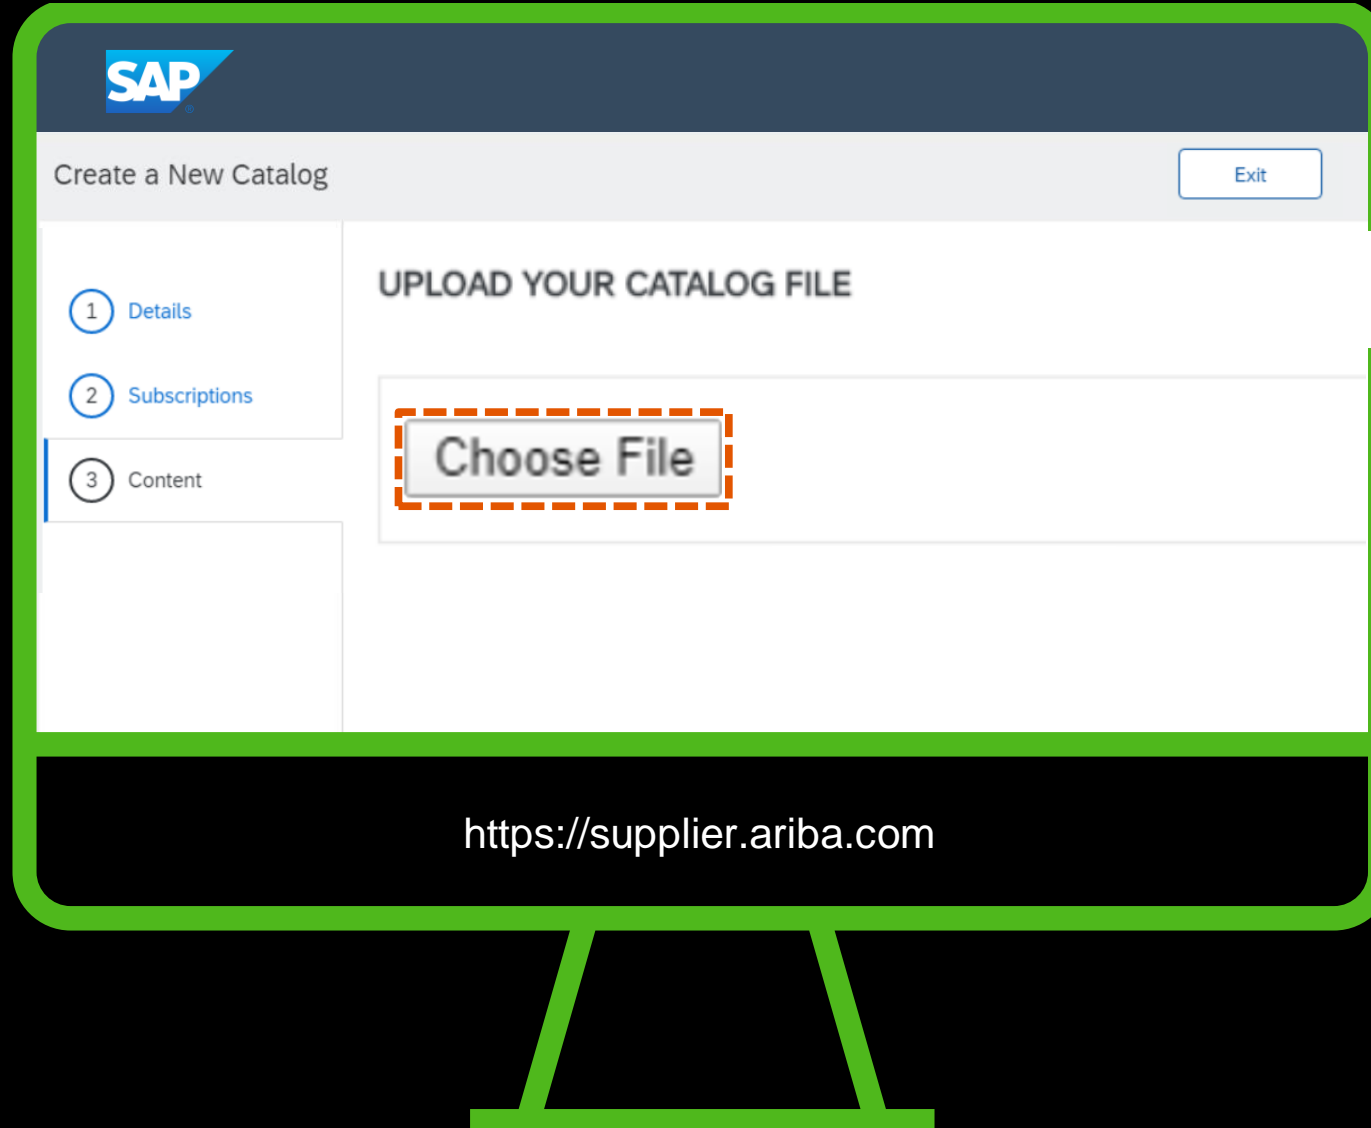 SAP
Create a New Catalog
Exit
UPLOAD YOUR CATALOG FILE
1 Details
2 Subscriptions
3 Content
Choose File
https://supplier.ariba.com